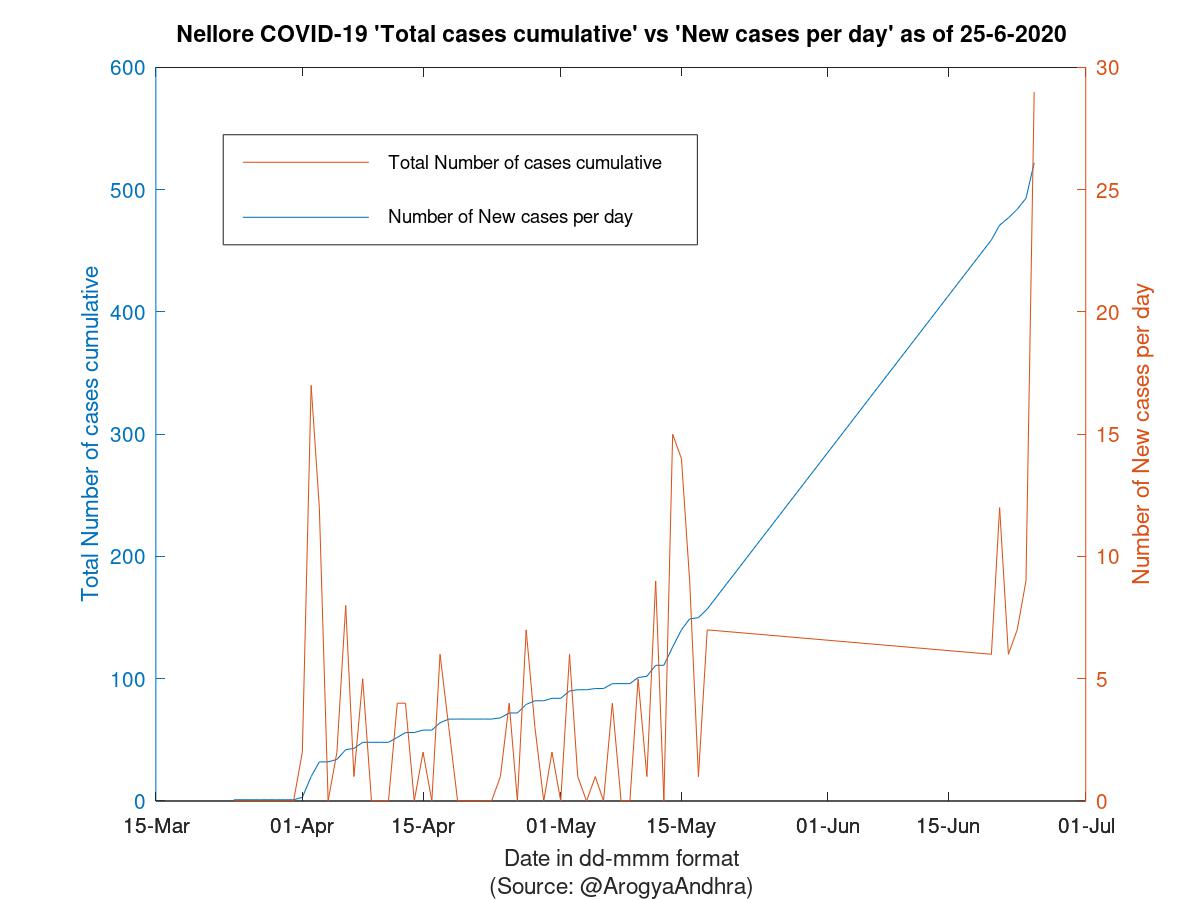 Nellore COVID-19 'Total cases cumulative' vs 'New cases per day' as of 25-6-2020
600
500
400
300
200
100
0
Total Number of cases cumulative
Total Number of cases cumulative
Number of New cases per day
30
25
20
15
10
5
0
Number of New cases per day
15-Mar
01-Apr
15-Apr
01-May
15-May
01-Jun
15-Jun
01-Jul
Date in dd-mmm format
(Source: @ArogyaAndhra)